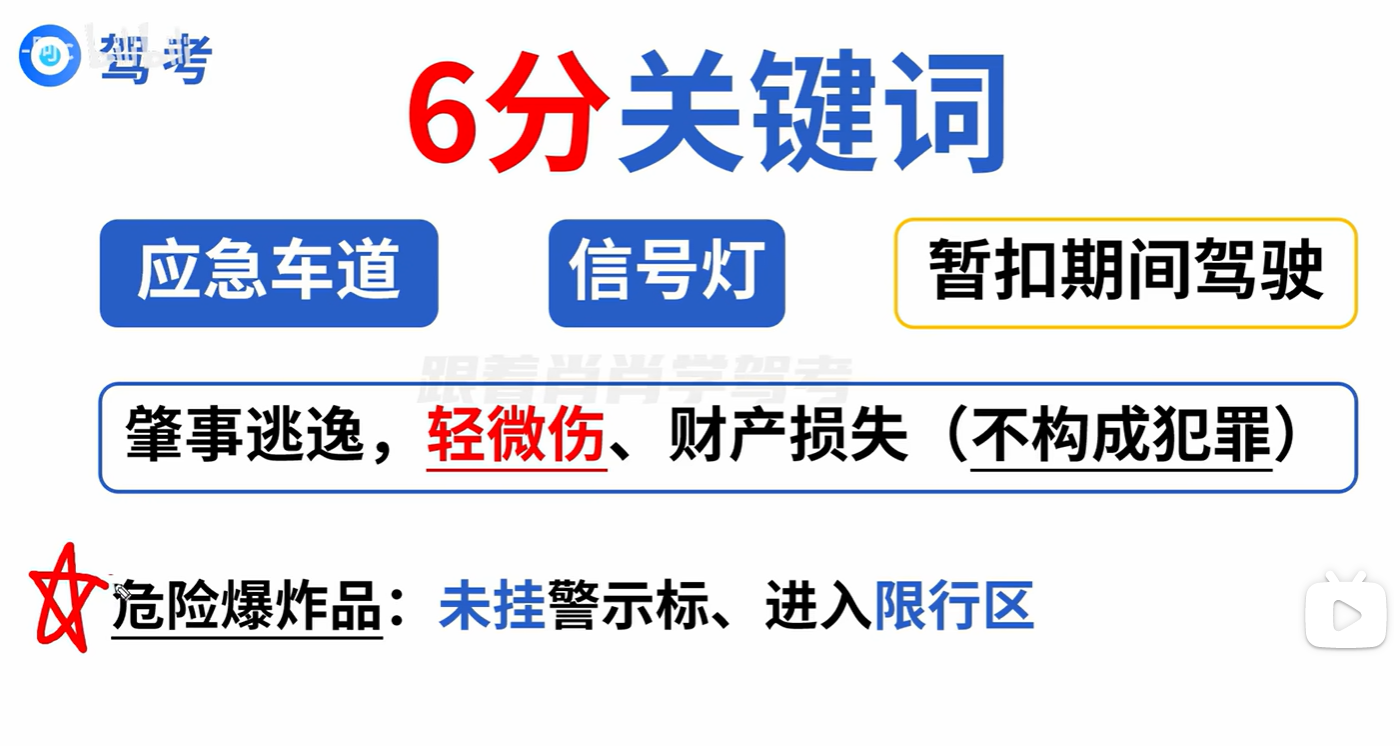 驾考
6分关键词
应急车道
信号灯
暂扣期间驾驶
跟着肖肖学驾考
肇事逃逸，轻微伤、财产损失（不构成犯罪）
危险爆炸品：未挂警示标、进入限行区